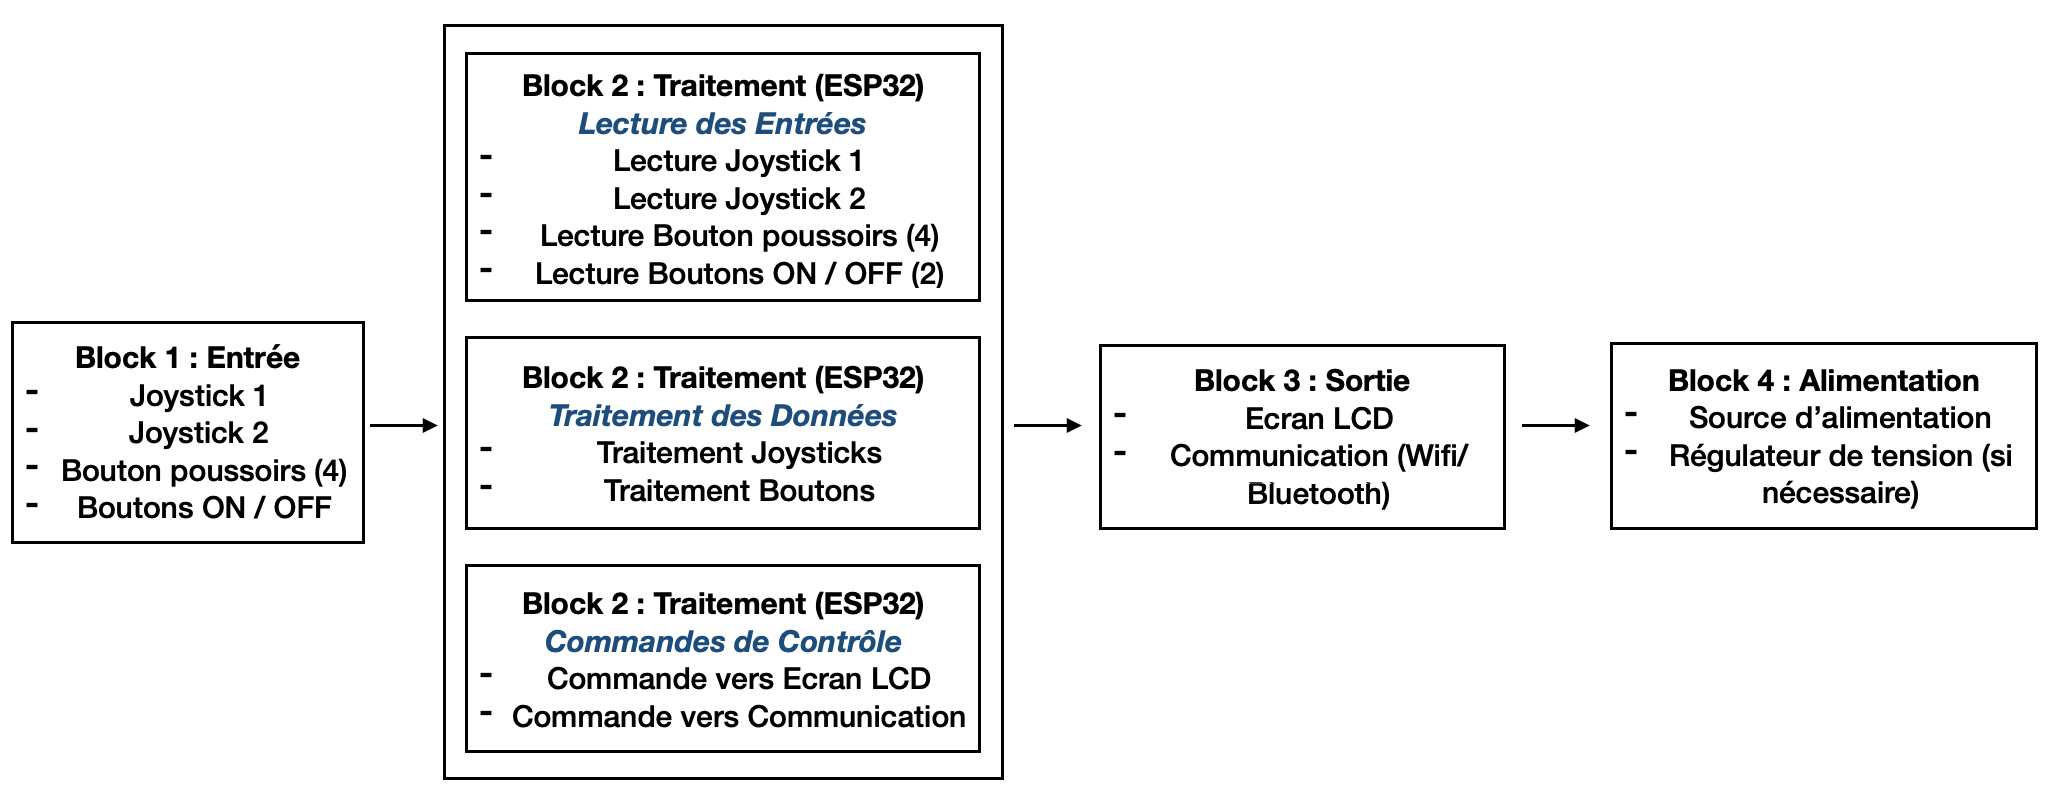 Block 1 : Entrée
- Joystick 1
- Joystick 2
- Bouton poussoirs (4)
- Boutons ON / OFF
Block 2 : Traitement (ESP32)
Lecture des Entrées
- Lecture Joystick 1
- Lecture Joystick 2
- Lecture Bouton poussoirs (4)
- Lecture Boutons ON / OFF (2)
Block 2 : Traitement (ESP32)
Traitement des Données
- Traitement Joysticks
- Traitement Boutons
Block 2 : Traitement (ESP32)
Commandes de Contrôle
- Commande vers Ecran LCD
- Commande vers Communication
Block 3 : Sortie
- Ecran LCD
- Communication (Wifi/
Bluetooth)
Block 4 : Alimentation
- Source d’alimentation
- Régulateur de tension (si
nécessaire)